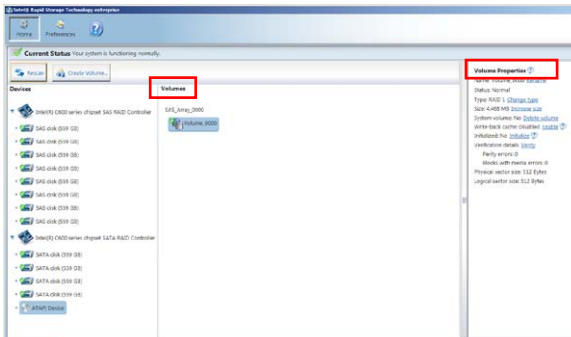 Intel® Rapid Storage Technology enterprise
Home
Preferences
Current Status Your system is functioning normally.
Rescan
Create Volume...
Devices
Volumes
Volume Properties
Intel(R) C600 series chipset SAS RAID Controller
SAS disk (559 GB)
SAS disk (559 GB)
SAS disk (559 GB)
SAS disk (559 GB)
SAS disk (559 GB)
SAS disk (559 GB)
SAS disk (559 GB)
SAS disk (559 GB)
Intel(R) C600 series chipset SATA RAID Controller
SATA disk (559 GB)
SATA disk (559 GB)
SATA disk (559 GB)
SATA disk (559 GB)
ATAPI Device
SAS_Array_0000
Volume_0000
Name: Volume_0000 Rename
Status: Normal
Type: RAID 1 Change type
Size: 4,468 MB Increase size
System volume: No Delete volume
Write-back cache: Disabled Enable
Initialized: No Initialize
Verification details Verify
Parity errors: 0
Blocks with media errors: 0
Physical sector size: 512 Bytes
Logical sector size: 512 Bytes